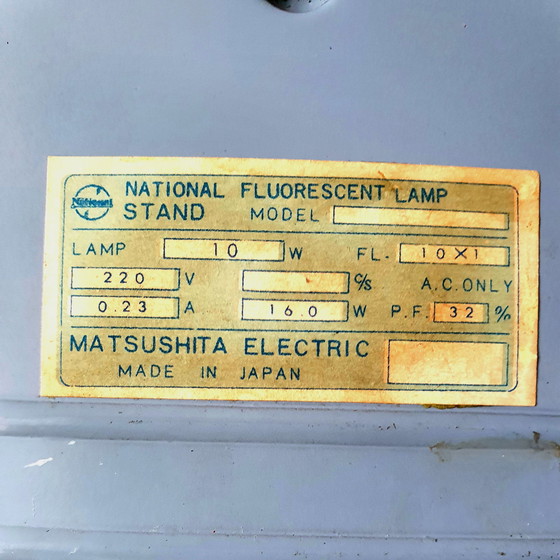 National
NATIONAL FLUORESCENT LAMP
STAND MODEL
LAMP 10 W FL. 10X1
220 V c/s A.C.ONLY
0.23 A 16.0 W P.F. 32 %
MATSUSHITA ELECTRIC
MADE IN JAPAN